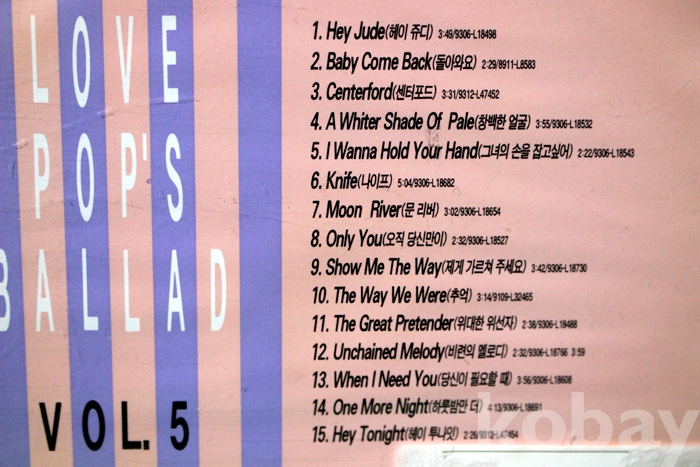 LOVE
POP'S
BALLAD
VOL. 5
1. Hey Jude(헤이 쥬디) 3:49/9306-L18498
2. Baby Come Back(돌아와요) 2:29/8911-L8583
3. Centerford(센터포드) 3:31/9312-L47452
4. A Whiter Shade Of Pale(창백한 얼굴) 3:55/9306-L18532
5. I Wanna Hold Your Hand(그녀의 손을 잡고싶어) 2:22/9306-L18543
6. Knife(나이프) 5:04/9306-L18682
7. Moon River(문 리버) 3:02/9306-L18654
8. Only You(오직 당신만이) 2:32/9306-L18527
9. Show Me The Way(제게 가르쳐 주세요) 3:42/9306-L18730
10. The Way We Were(추억) 3:14/9109-L32465
11. The Great Pretender(위대한 위선자) 2:38/9306-L18488
12. Unchained Melody(비련의 멜로디) 2:32/9306-L18766 3:59
13. When I Need You(당신이 필요할 때) 3:56/9306-L18608
14. One More Night(하룻밤만 더) 4:13/9306-L18691
15. Hey Tonight(헤이 투나잇) 2:26/9312-L47454
kobay